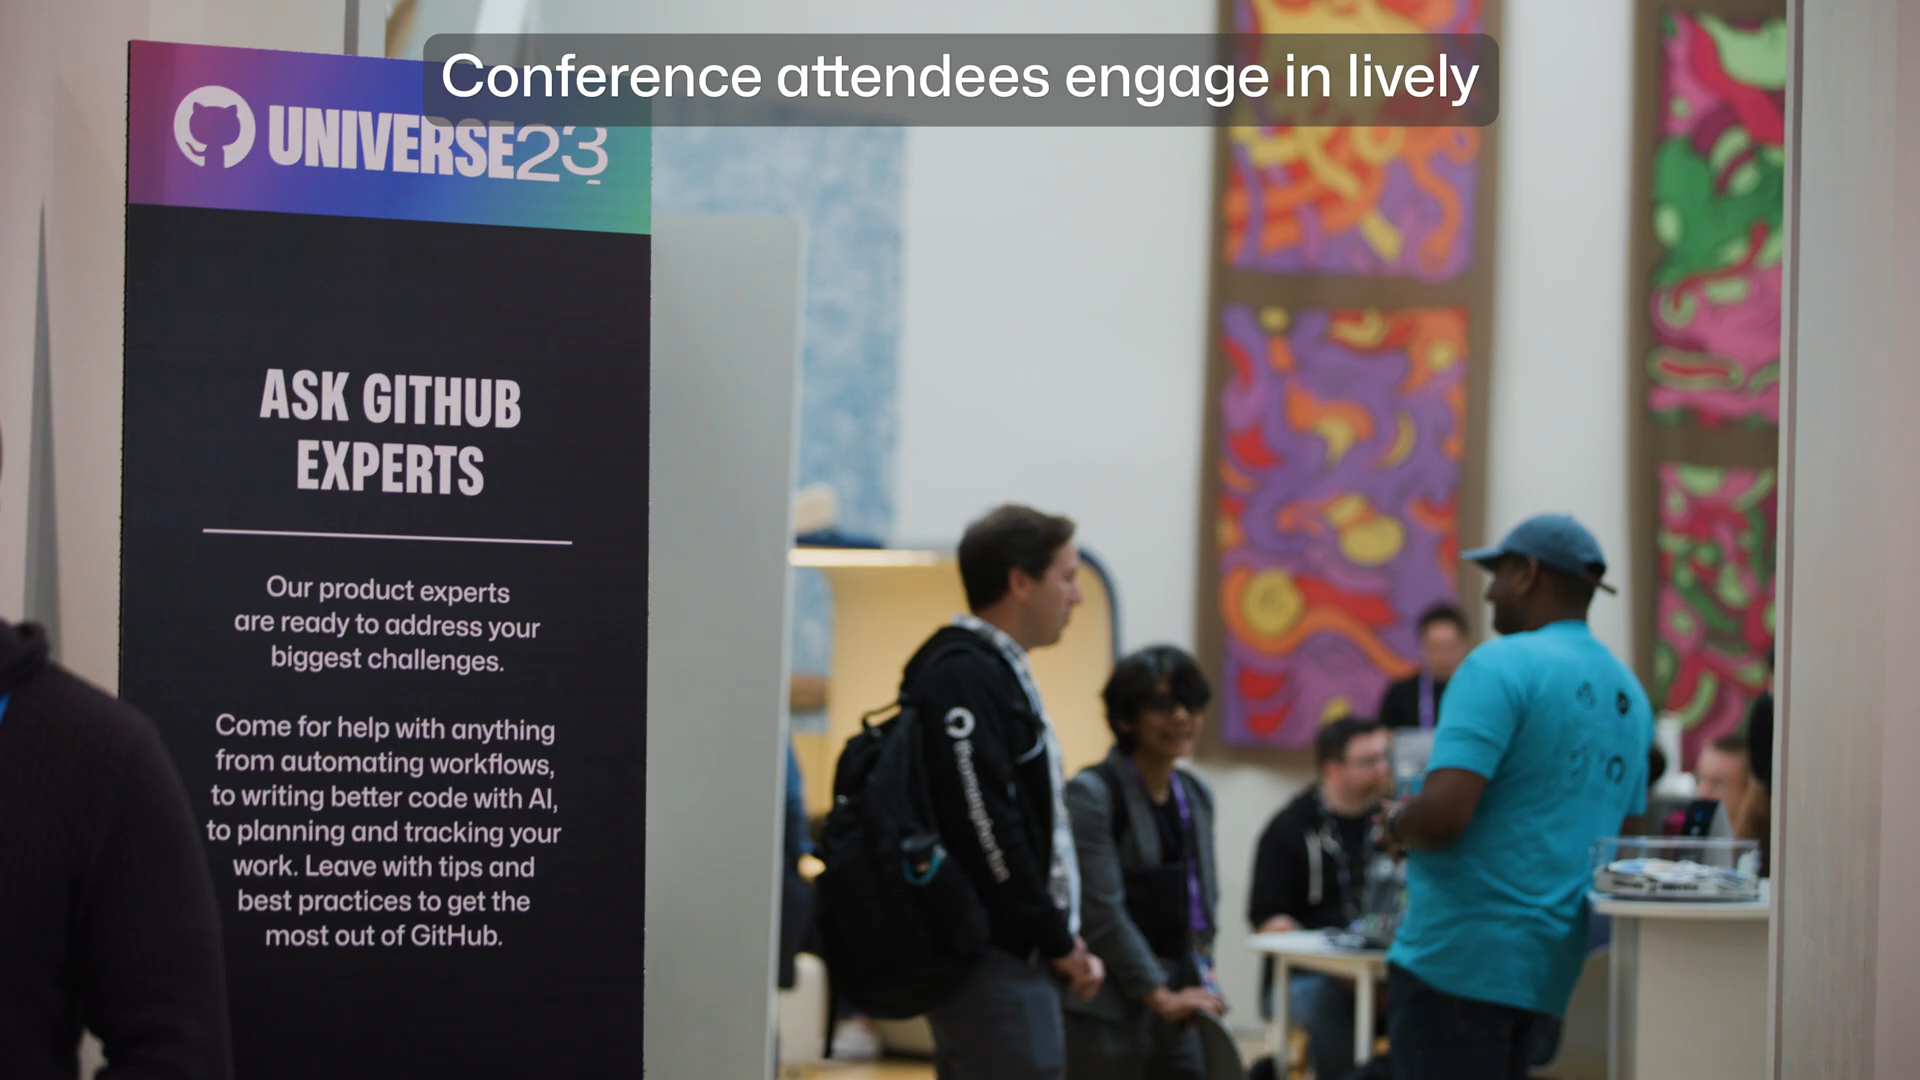 Conference attendees engage in lively
UNIVERSE23
ASK GITHUB
EXPERTS
Our product experts
are ready to address your
biggest challenges.
Come for help with anything
from automating workflows,
to writing better code with AI,
to planning and tracking your
work. Leave with tips and
best practices to get the
most out of GitHub.